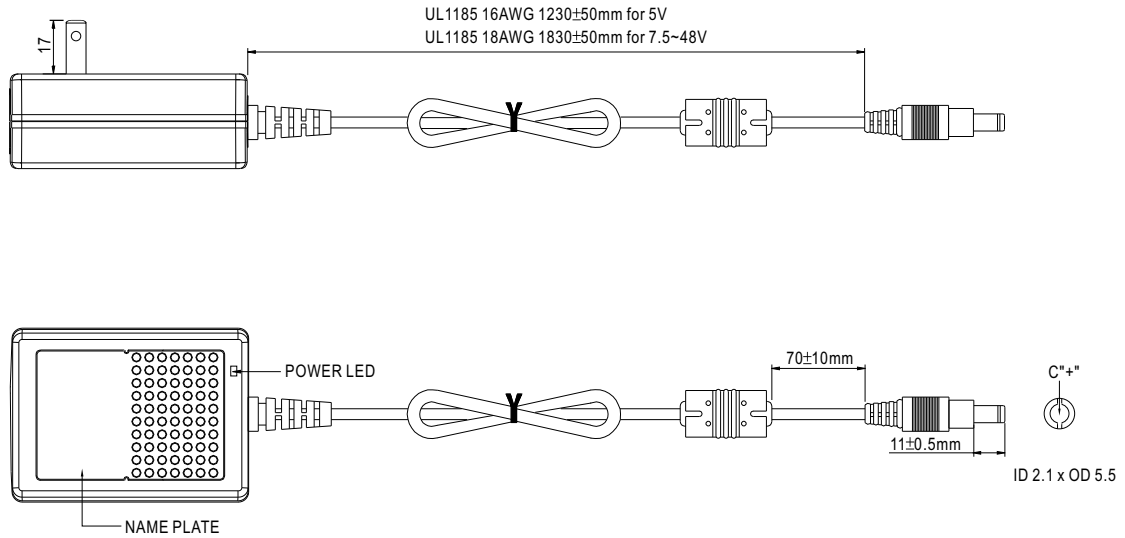 UL1185 16AWG 1230±50mm for 5V
UL1185 18AWG 1830±50mm for 7.5~48V
17
POWER LED
70±10mm
C"+"
11±0.5mm
ID 2.1 x OD 5.5
NAME PLATE